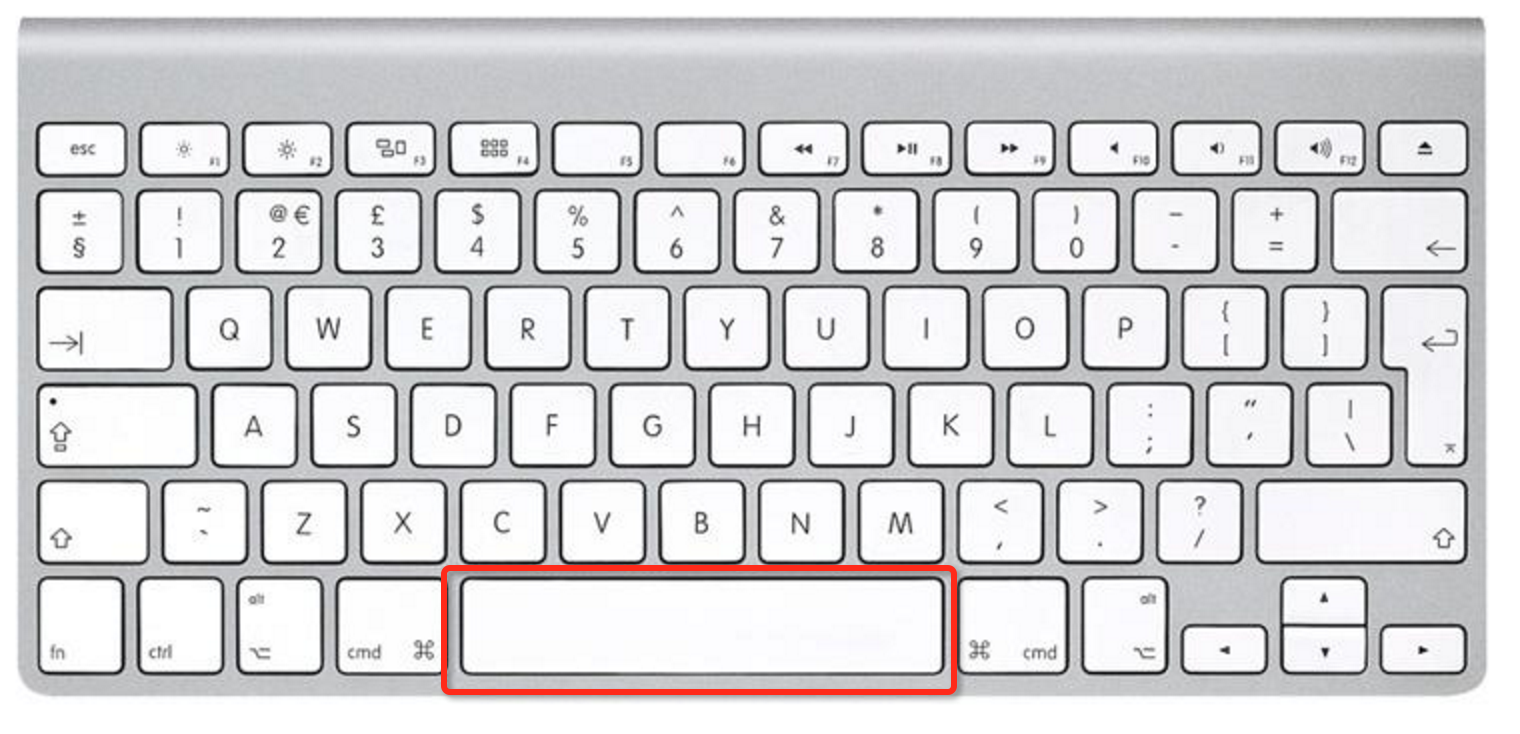 esc F1 F2 F3 F4 F5 F6 F7 F8 F9 F10 F11 F12
± ! @ € £ $ % ^ & * ( ) – +
§ 1 2 3 4 5 6 7 8 9 0 - =
Q W E R T Y U I O P { }
[ ]
A S D F G H J K L : " |
; ' \
~ Z X C V B N M < > ?
` , . /
alt alt
fn ctrl cmd ⌘ ⌘ cmd